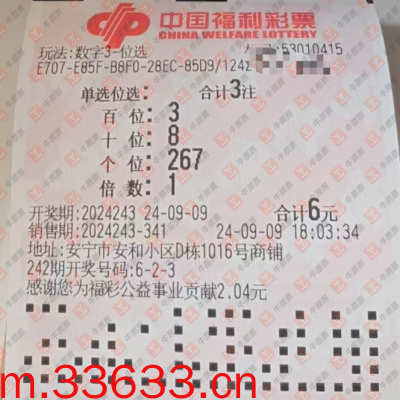 中国福利彩票
CHINA WELFARE LOTTERY
玩法:数字3-位选
53010415
E707-E85F-B8F0-28EC-85D9/1242
单选位选: 合计3注
百位: 3
十位: 8
个位: 267
倍数: 1
开奖期:2024243 24-09-09 合计6元
销售期:2024243-341 24-09-09 18:03:34
地址:安宁市安和小区D栋1016号商铺
242期开奖号码:6-2-3
感谢您为福彩公益事业贡献2.04元
m.33633.cn